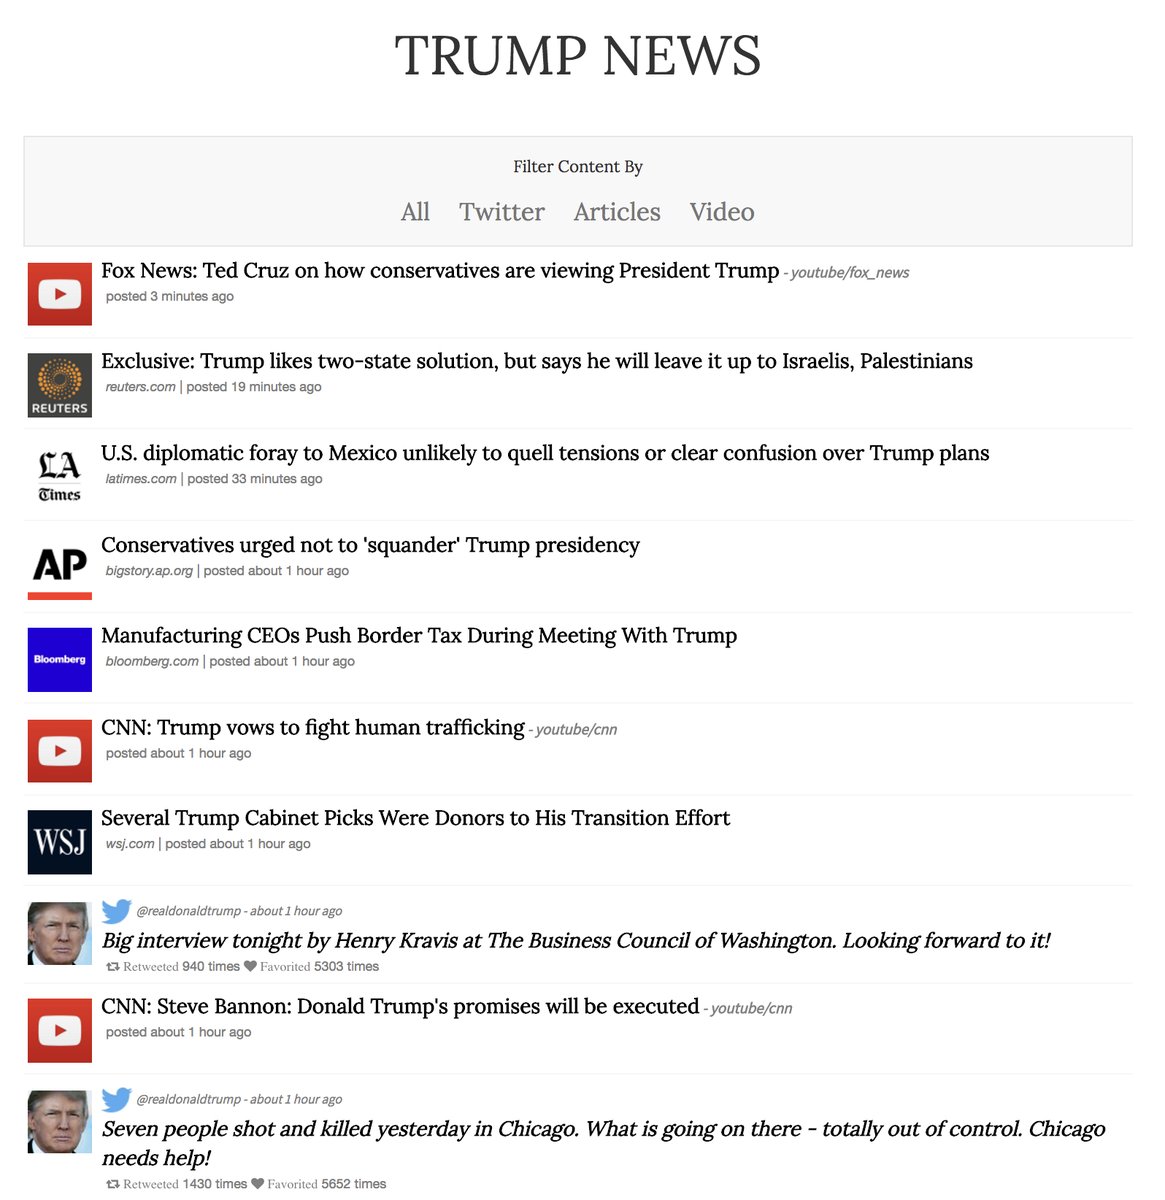 TRUMP NEWS
Filter Content By
All Twitter Articles Video
Fox News: Ted Cruz on how conservatives are viewing President Trump - youtube/fox_news
posted 3 minutes ago
REUTERS
Exclusive: Trump likes two-state solution, but says he will leave it up to Israelis, Palestinians
reuters.com | posted 19 minutes ago
LA
Times
U.S. diplomatic foray to Mexico unlikely to quell tensions or clear confusion over Trump plans
latimes.com | posted 33 minutes ago
AP
Conservatives urged not to 'squander' Trump presidency
bigstory.ap.org | posted about 1 hour ago
Bloomberg
Manufacturing CEOs Push Border Tax During Meeting With Trump
bloomberg.com | posted about 1 hour ago
CNN: Trump vows to fight human trafficking - youtube/cnn
posted about 1 hour ago
WSJ
Several Trump Cabinet Picks Were Donors to His Transition Effort
wsj.com | posted about 1 hour ago
@realdonaldtrump - about 1 hour ago
Big interview tonight by Henry Kravis at The Business Council of Washington. Looking forward to it!
Retweeted 940 times Favorited 5303 times
CNN: Steve Bannon: Donald Trump's promises will be executed - youtube/cnn
posted about 1 hour ago
@realdonaldtrump - about 1 hour ago
Seven people shot and killed yesterday in Chicago. What is going on there - totally out of control. Chicago
needs help!
Retweeted 1430 times Favorited 5652 times